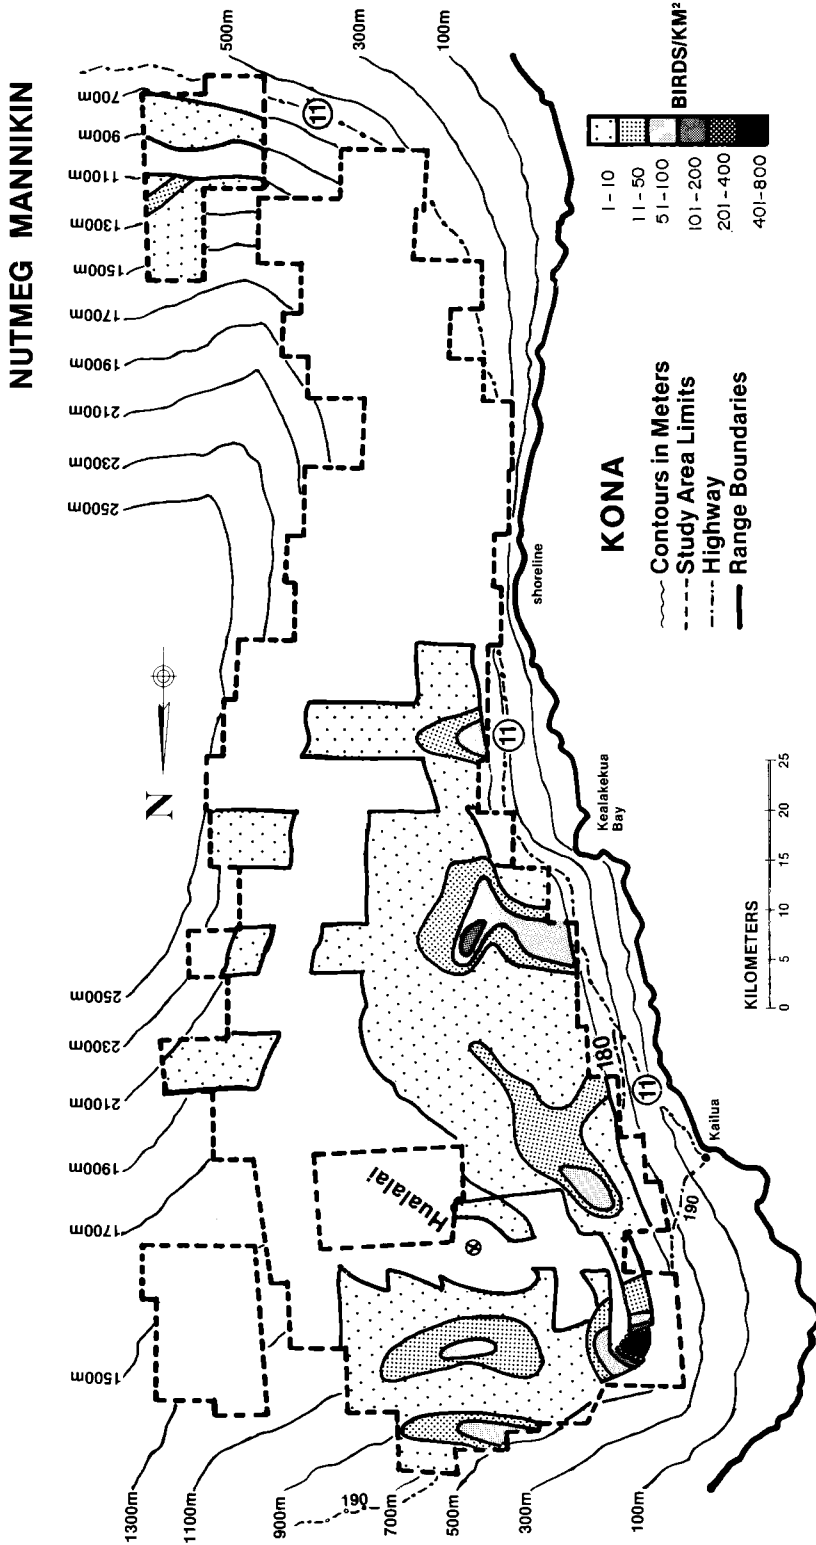 NUTMEG MANNIKIN
500m
300m
100m
700m
900m
1100m
1300m
1500m
1700m
1900m
2100m
2300m
2500m
11
BIRDS/KM²
1-10
11-50
51-100
101-200
201-400
401-800
KONA
Contours in Meters
Study Area Limits
Highway
Range Boundaries
shoreline
N
11
Kealakekua
Bay
KILOMETERS
0 5 10 15 20 25
2500m
2300m
2100m
1900m
1700m
1500m
180
11
Kailua
190
Hualalai
1300m
1100m
900m
190
700m
500m
300m
100m